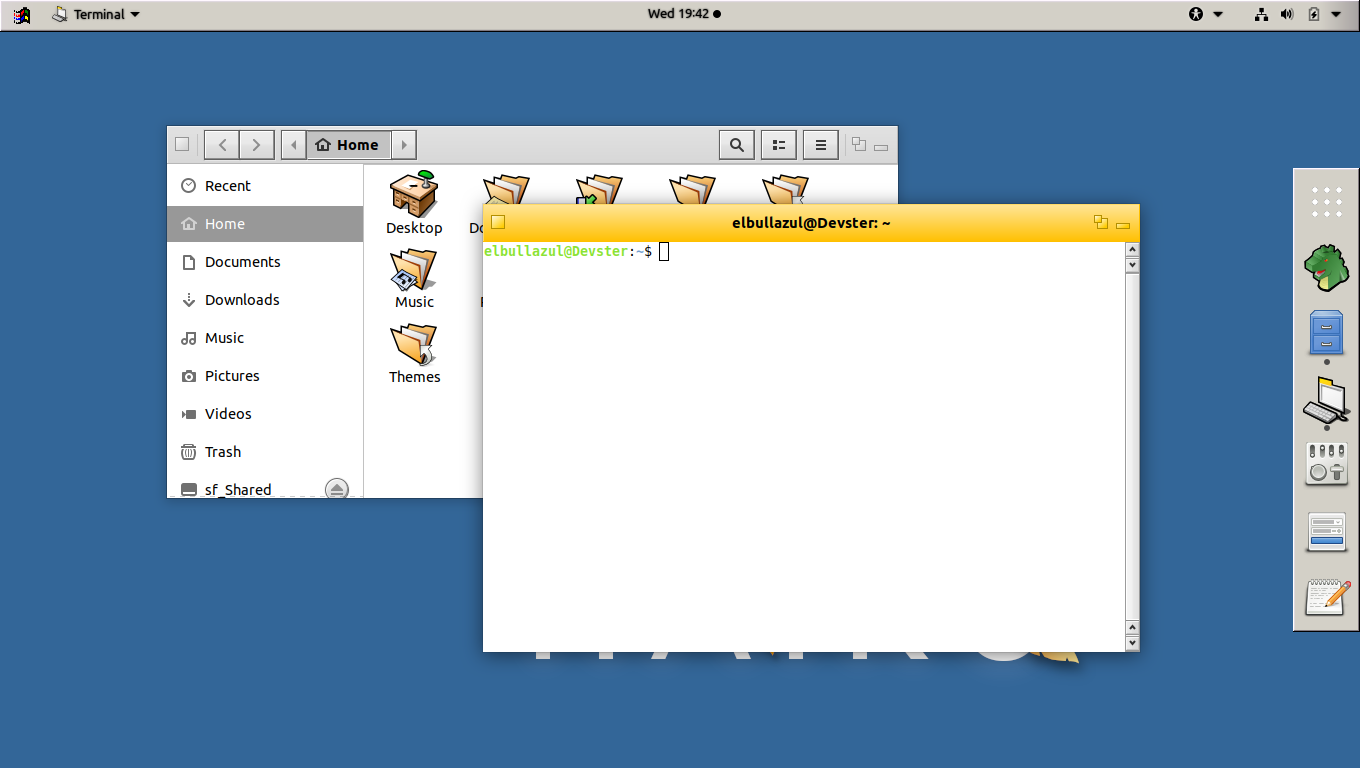 Terminal
Wed 19:42
Home
Recent
Home
Documents
Downloads
Music
Pictures
Videos
Trash
sf_Shared
Desktop
Music
Themes
elbullazul@Devster: ~
elbullazul@Devster:~$